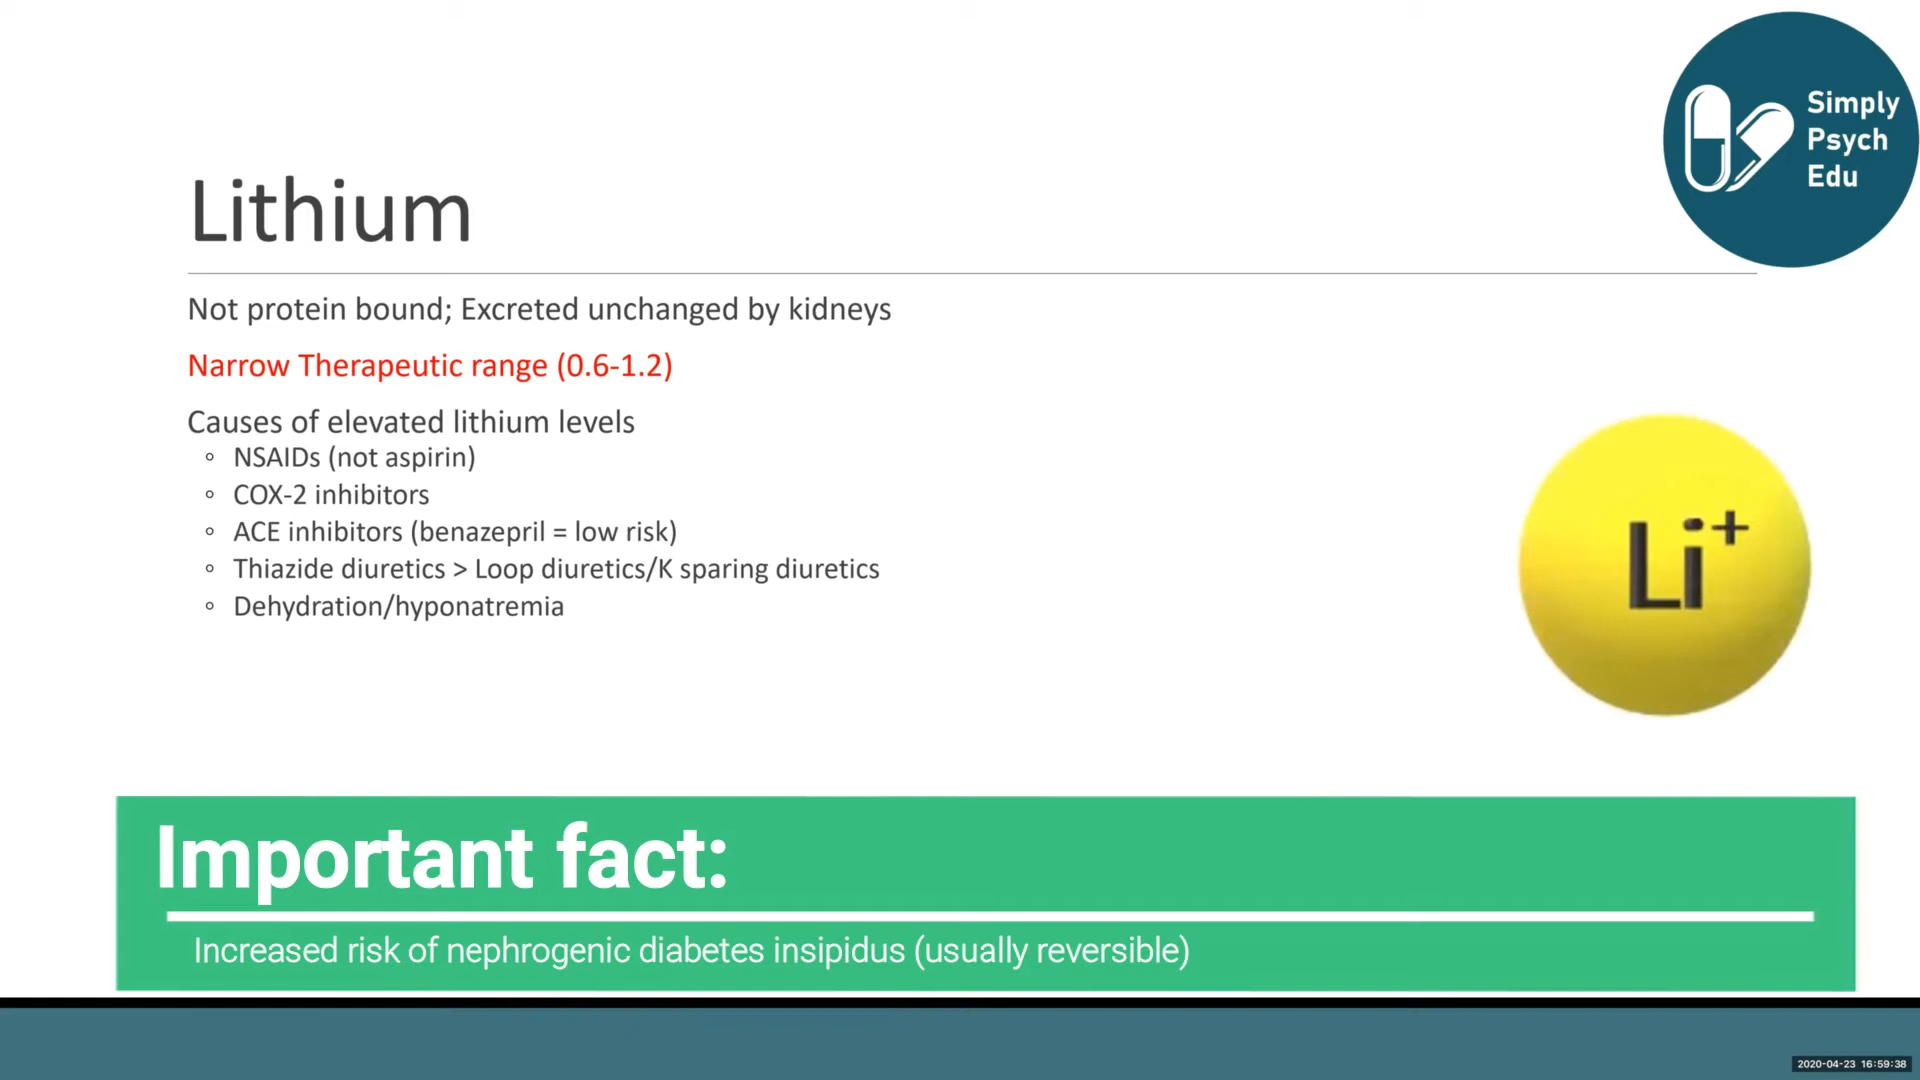 Simply
Psych
Edu
Lithium
Not protein bound; Excreted unchanged by kidneys
Narrow Therapeutic range (0.6-1.2)
Causes of elevated lithium levels
◦ NSAIDs (not aspirin)
◦ COX-2 inhibitors
◦ ACE inhibitors (benazepril = low risk)
◦ Thiazide diuretics > Loop diuretics/K sparing diuretics
◦ Dehydration/hyponatremia
Li+
Important fact:
Increased risk of nephrogenic diabetes insipidus (usually reversible)
2020-04-23 16:59:38